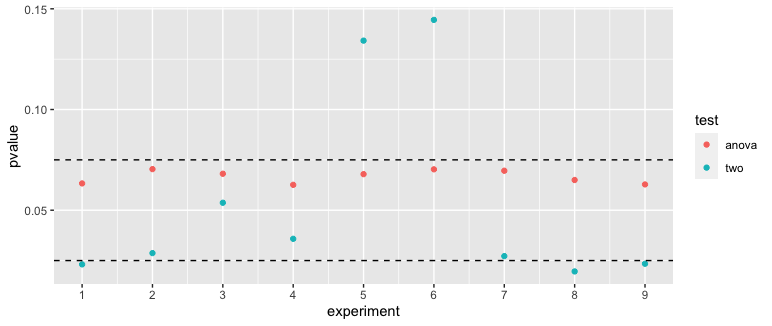 0.15
0.10
0.05
pvalue
1 2 3 4 5 6 7 8 9
experiment
test
anova
two